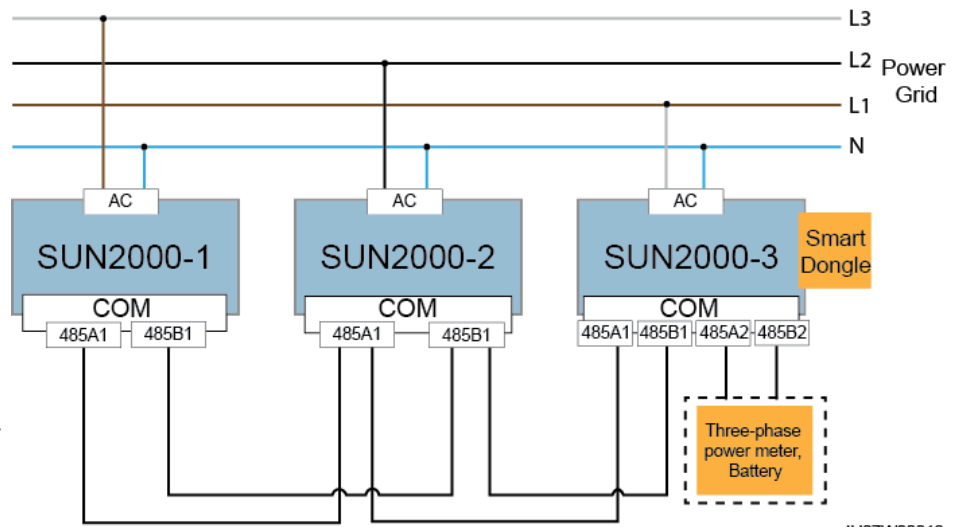 L3
L2
Power
Grid
L1
N
AC
AC
AC
SUN2000-1
SUN2000-2
SUN2000-3
Smart
Dongle
COM
COM
COM
485A1
485B1
485A1
485B1
485A1
485B1
485A2
485B2
Three-phase
power meter,
Battery